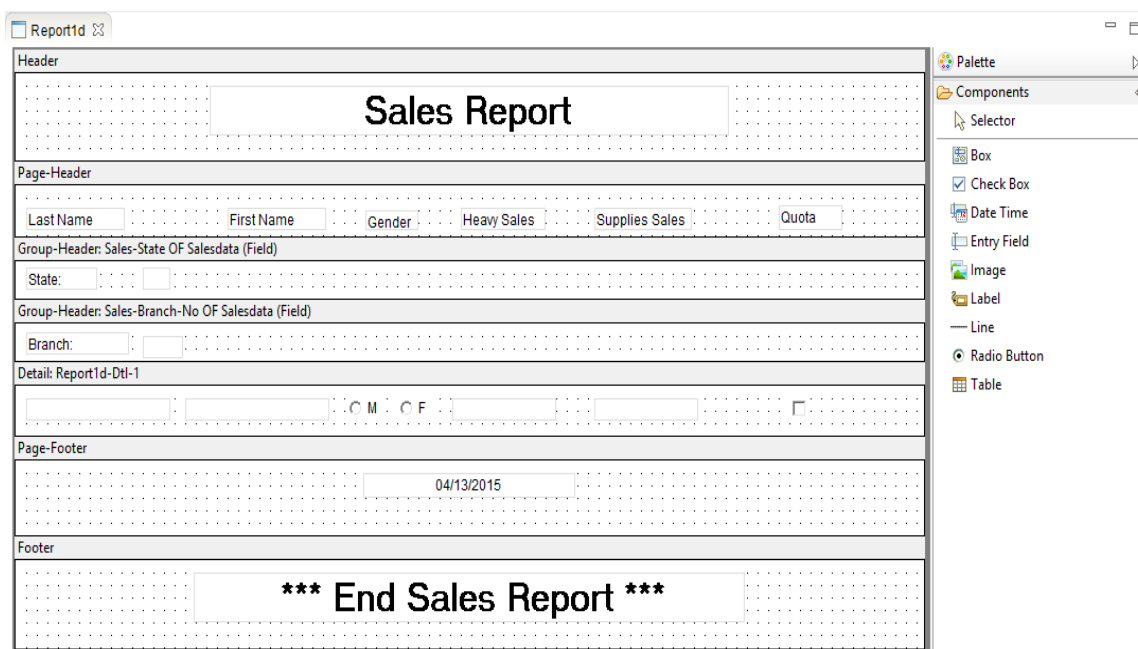 Report1d
Header
Sales Report
Page-Header
Last Name First Name Gender Heavy Sales Supplies Sales Quota
Group-Header: Sales-State OF Salesdata (Field)
State:
Group-Header: Sales-Branch-No OF Salesdata (Field)
Branch:
Detail: Report1d-Dtl-1
M F
Page-Footer
04/13/2015
Footer
*** End Sales Report ***
Palette
Components
Selector
Box
Check Box
Date Time
Entry Field
Image
Label
Line
Radio Button
Table